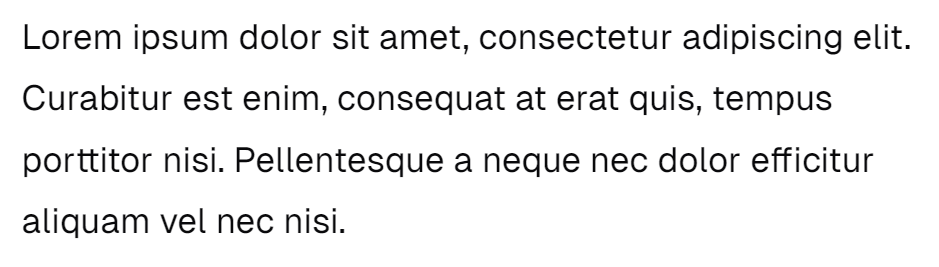 Lorem ipsum dolor sit amet, consectetur adipiscing elit.
Curabitur est enim, consequat at erat quis, tempus
porttitor nisi. Pellentesque a neque nec dolor efficitur
aliquam vel nec nisi.